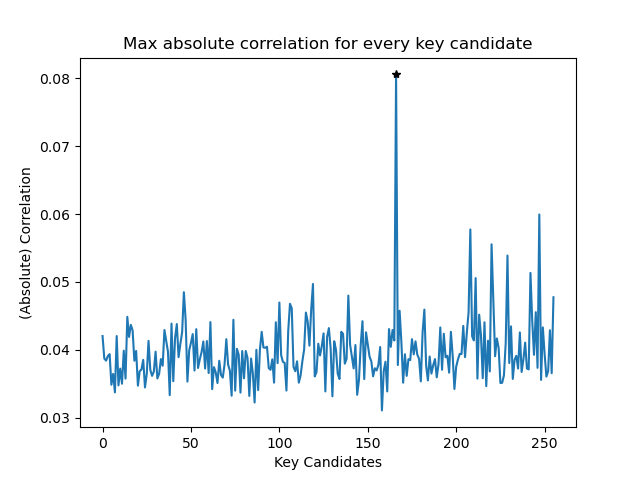 Max absolute correlation for every key candidate
0.08
0.07
0.06
0.05
0.04
0.03
(Absolute) Correlation
0 50 100 150 200 250
Key Candidates